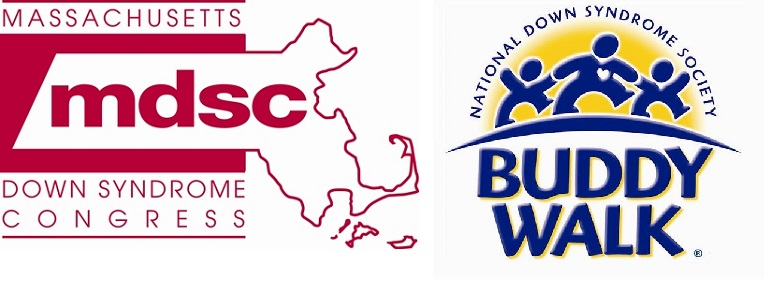 MASSACHUSETTS
mdsc
DOWN SYNDROME
CONGRESS
NATIONAL DOWN SYNDROME SOCIETY
BUDDY
WALK®